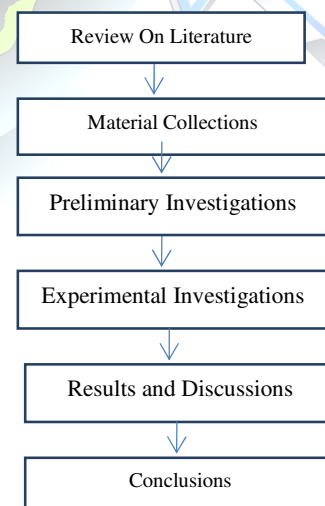 Review On Literature
Material Collections
Preliminary Investigations
Experimental Investigations
Results and Discussions
Conclusions